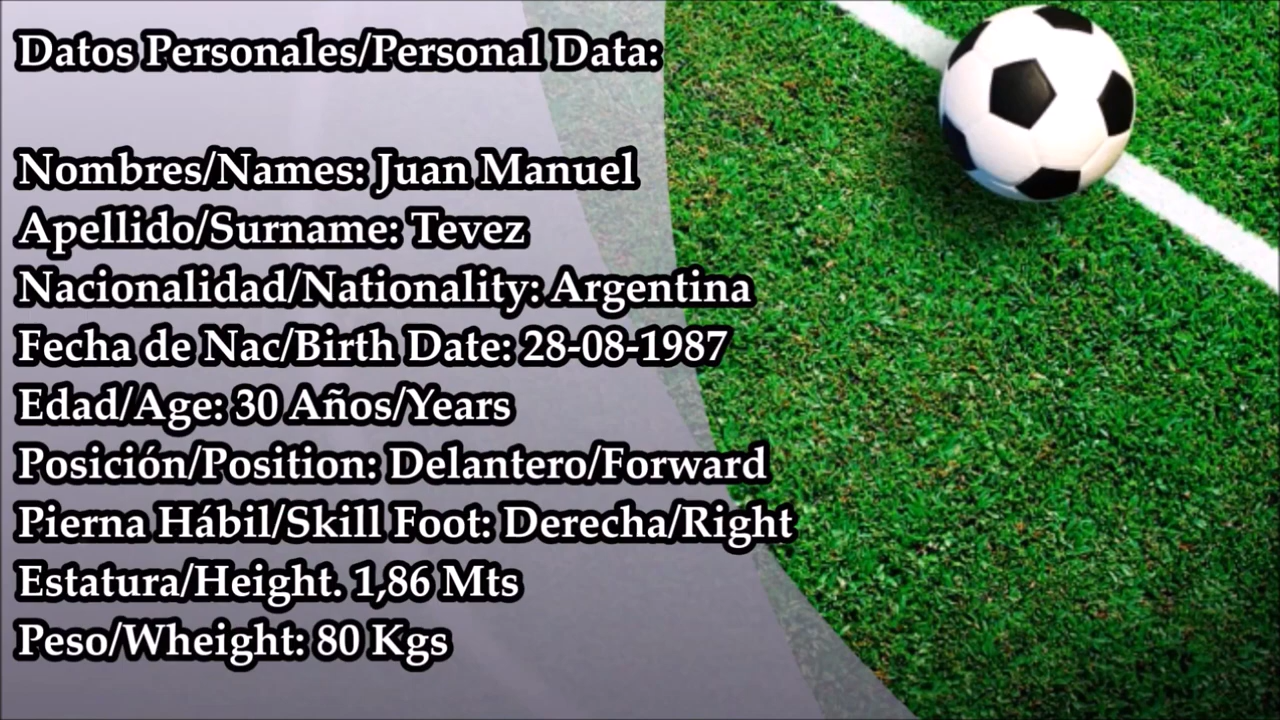 Datos Personales/Personal Data:
Nombres/Names: Juan Manuel
Apellido/Surname: Tevez
Nacionalidad/Nationality: Argentina
Fecha de Nac/Birth Date: 28-08-1987
Edad/Age: 30 Años/Years
Posición/Position: Delantero/Forward
Pierna Hábil/Skill Foot: Derecha/Right
Estatura/Height. 1,86 Mts
Peso/Wheight: 80 Kgs